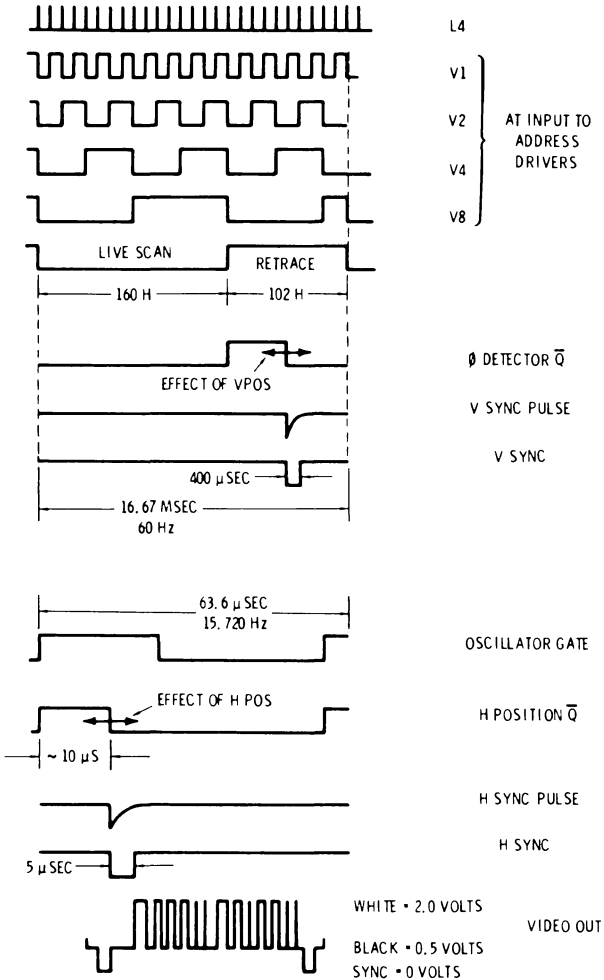 L4
V1
V2
V4
V8
AT INPUT TO
ADDRESS
DRIVERS
LIVE SCAN
RETRACE
160 H
102 H
Ø DETECTOR Q̅
EFFECT OF VPOS
V SYNC PULSE
V SYNC
400 µSEC
16.67 MSEC
60 Hz
63.6 µ SEC
15.720 Hz
OSCILLATOR GATE
EFFECT OF H POS
H POSITION Q̅
~ 10 µS
H SYNC PULSE
H SYNC
5 µSEC
WHITE = 2.0 VOLTS
VIDEO OUT
BLACK = 0.5 VOLTS
SYNC = 0 VOLTS